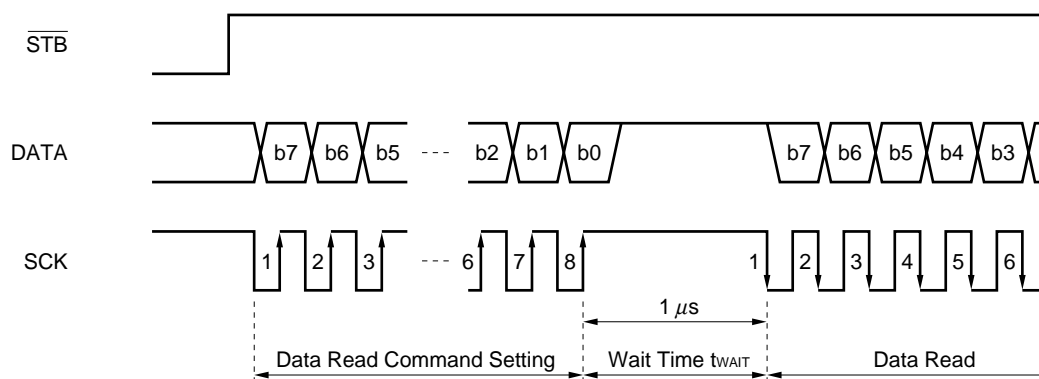 STB
DATA b7 b6 b5 b2 b1 b0 b7 b6 b5 b4 b3
SCK 1 2 3 6 7 8 1 2 3 4 5 6
1 μs
Data Read Command Setting Wait Time tWAIT Data Read